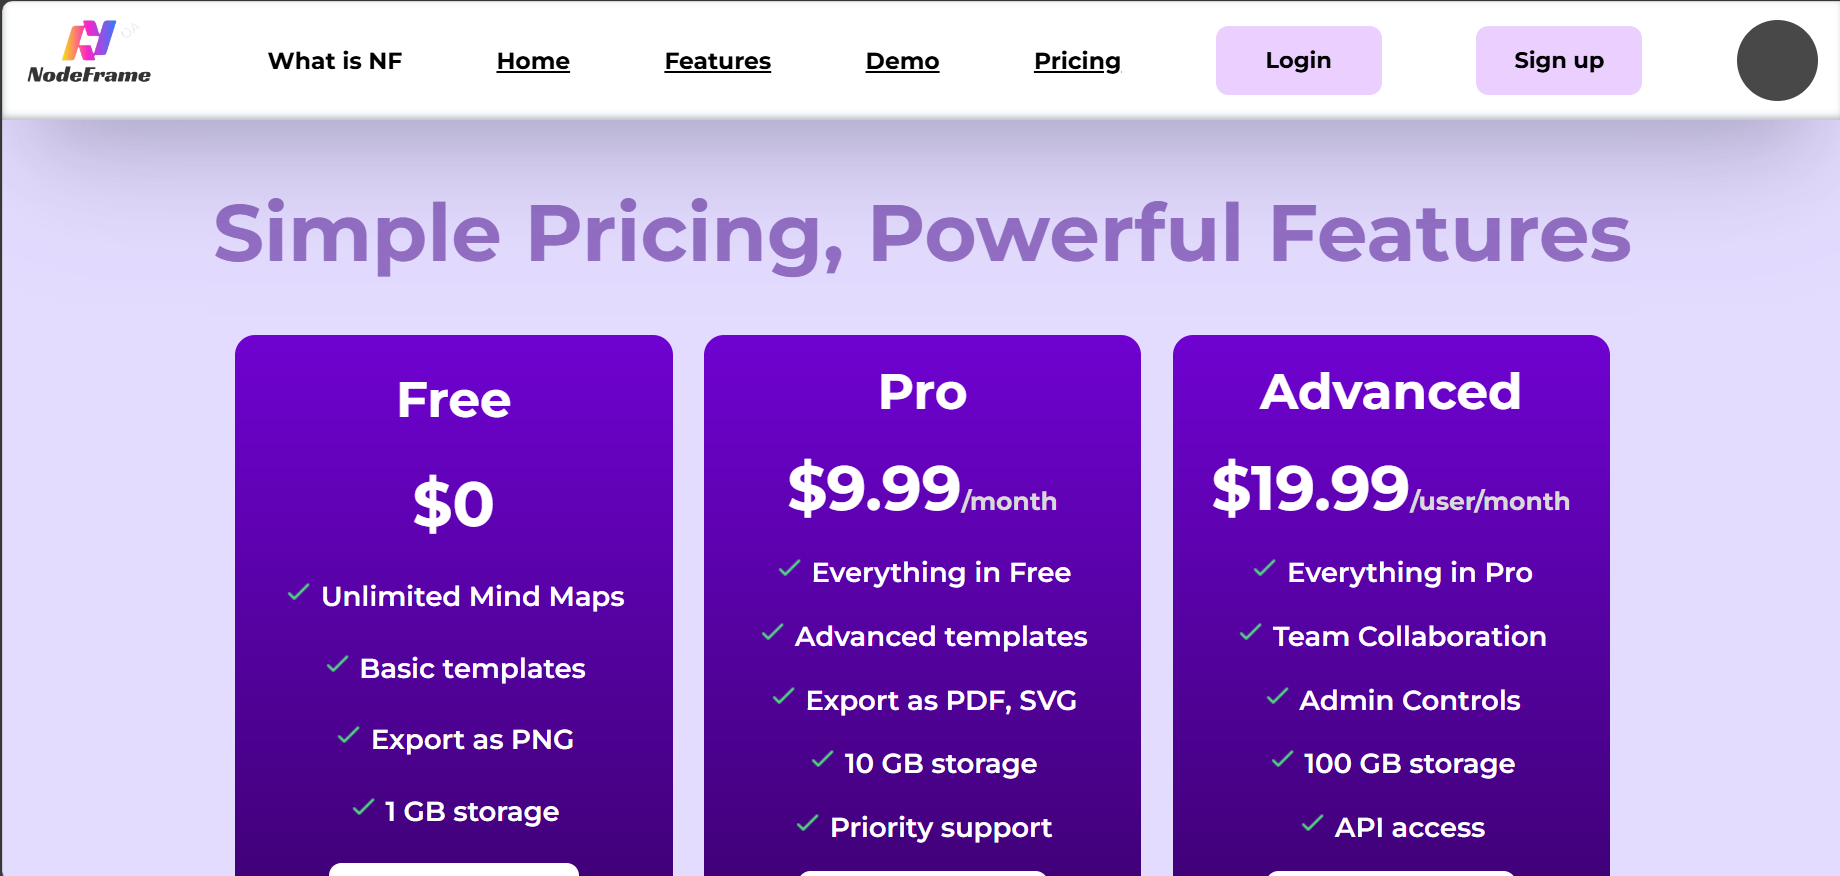 NodeFrame
What is NF
Home
Features
Demo
Pricing
Login
Sign up
Simple Pricing, Powerful Features
Free
$0
Unlimited Mind Maps
Basic templates
Export as PNG
1 GB storage
Pro
$9.99/month
Everything in Free
Advanced templates
Export as PDF, SVG
10 GB storage
Priority support
Advanced
$19.99/user/month
Everything in Pro
Team Collaboration
Admin Controls
100 GB storage
API access